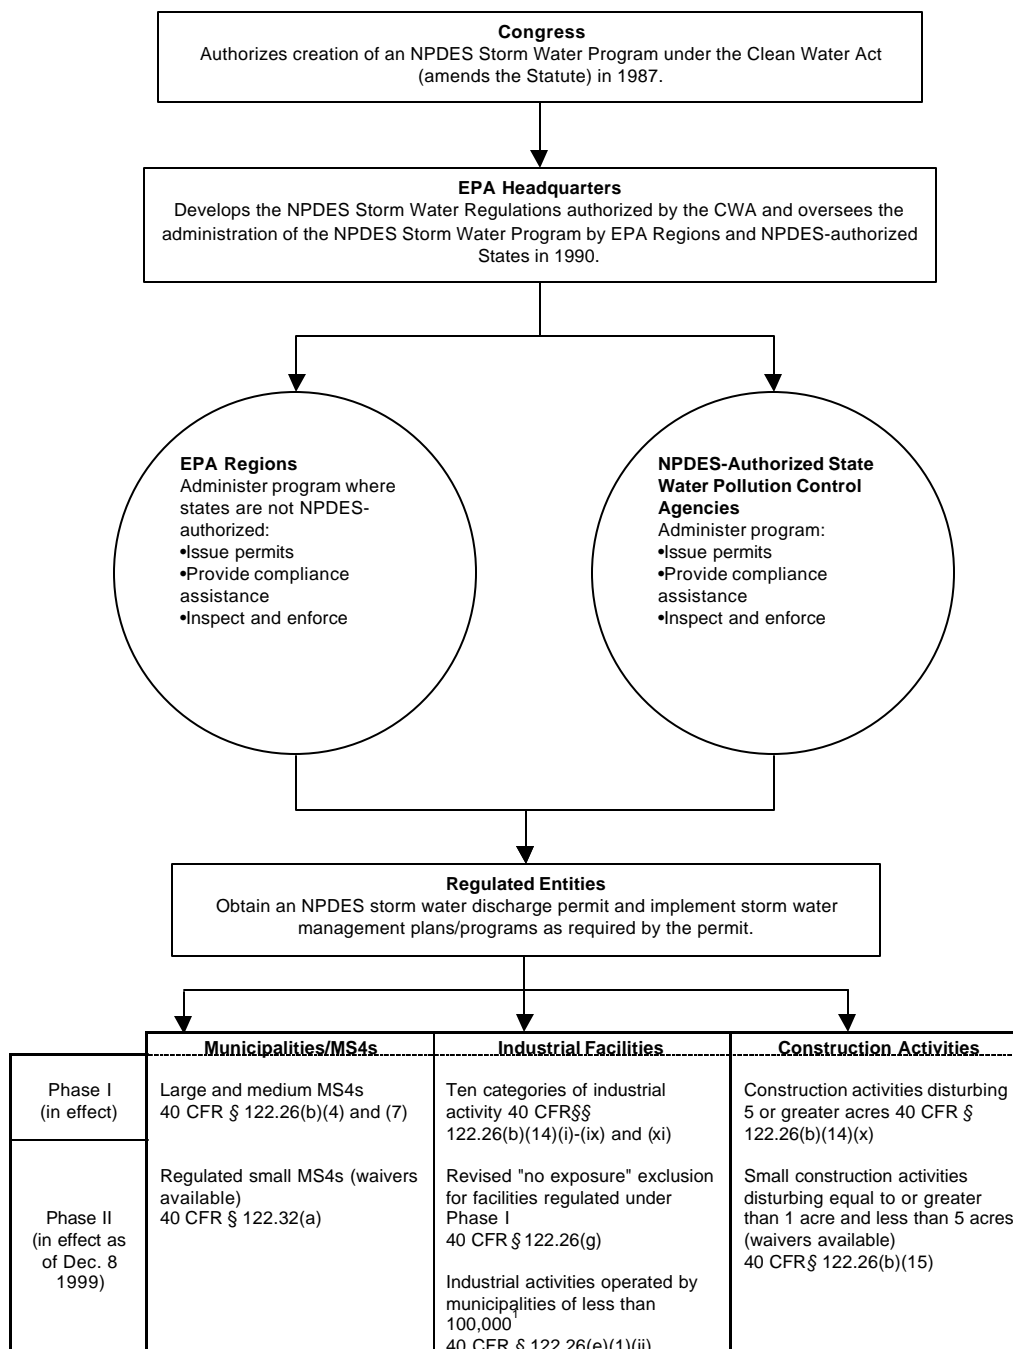 Congress
Authorizes creation of an NPDES Storm Water Program under the Clean Water Act
(amends the Statute) in 1987.
EPA Headquarters
Develops the NPDES Storm Water Regulations authorized by the CWA and oversees the
administration of the NPDES Storm Water Program by EPA Regions and NPDES-authorized
States in 1990.
EPA Regions
Administer program where
states are not NPDES-
authorized:
•Issue permits
•Provide compliance
assistance
•Inspect and enforce
NPDES-Authorized State
Water Pollution Control
Agencies
Administer program:
•Issue permits
•Provide compliance
assistance
•Inspect and enforce
Regulated Entities
Obtain an NPDES storm water discharge permit and implement storm water
management plans/programs as required by the permit.
Municipalities/MS4s
Industrial Facilities
Construction Activities
Phase I
(in effect)
Large and medium MS4s
40 CFR § 122.26(b)(4) and (7)
Ten categories of industrial
activity 40 CFR§§
122.26(b)(14)(i)-(ix) and (xi)
Construction activities disturbing
5 or greater acres 40 CFR §
122.26(b)(14)(x)
Phase II
(in effect as
of Dec. 8
1999)
Regulated small MS4s (waivers
available)
40 CFR § 122.32(a)
Revised "no exposure" exclusion
for facilities regulated under
Phase I
40 CFR § 122.26(g)
Industrial activities operated by
municipalities of less than
100,000¹
40 CFR § 122.26(e)(1)(ii)
Small construction activities
disturbing equal to or greater
than 1 acre and less than 5 acres
(waivers available)
40 CFR§ 122.26(b)(15)